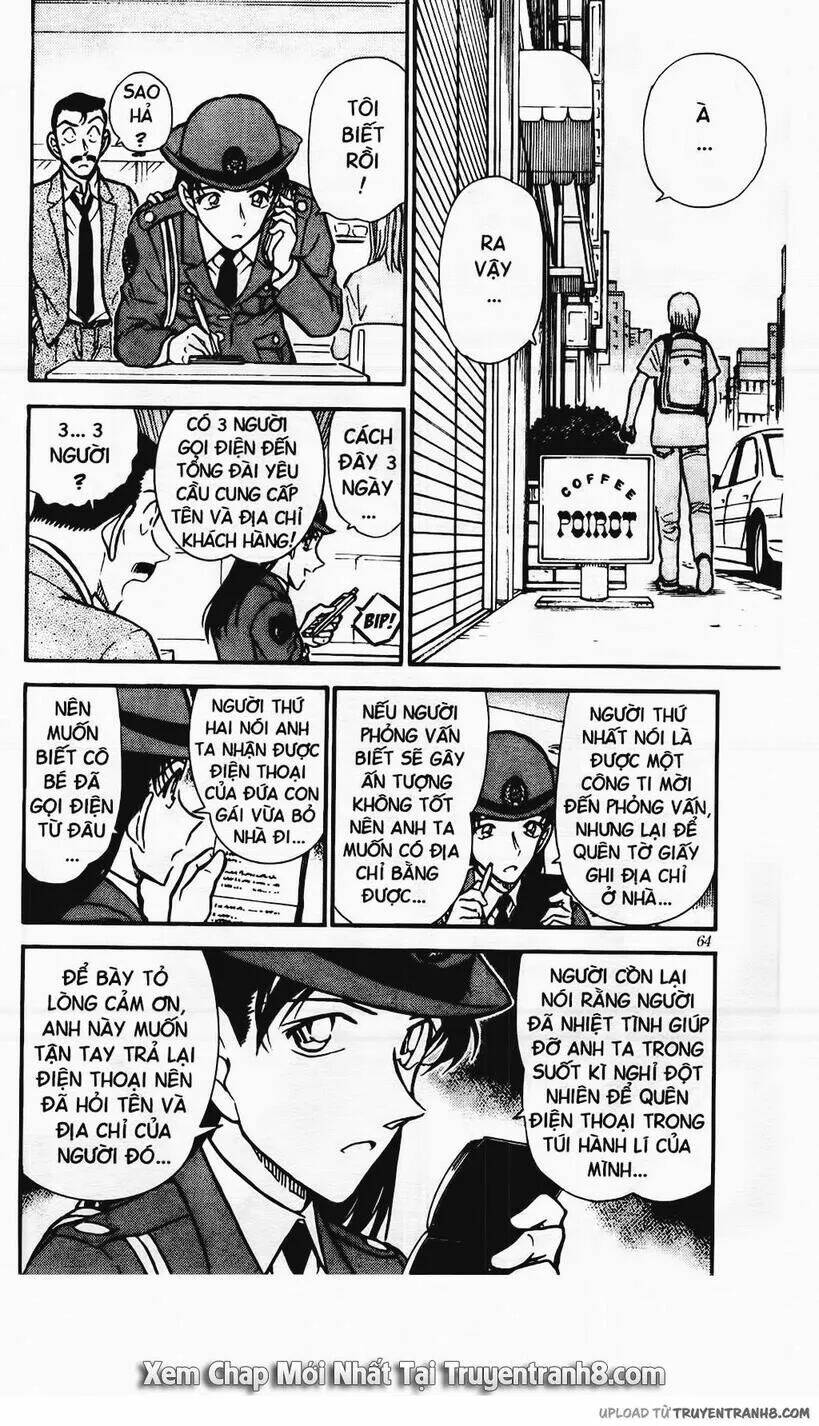 À
...
RA
VẬY
...
COFFEE
POIROT
TÔI
BIẾT
RỒI
!
SAO
HẢ
?
CÁCH
ĐÂY 3
NGÀY
...
CÓ 3 NGƯỜI
GỌI ĐIỆN ĐẾN
TỔNG ĐÀI YÊU
CẦU CUNG CẤP
TÊN VÀ ĐỊA CHỈ
KHÁCH HÀNG!
BIP!
3... 3
NGƯỜI
?
NGƯỜI THỨ
NHẤT NÓI LÀ
ĐƯỢC MỘT
CÔNG TI MỜI
ĐẾN PHỎNG VẤN,
NHƯNG LẠI ĐỂ
QUÊN TỜ GIẤY
GHI ĐỊA CHỈ
Ở NHÀ...
NẾU NGƯỜI
PHỎNG VẤN
BIẾT SẼ GÂY
ẤN TƯỢNG
KHÔNG TỐT
NÊN ANH TA
MUỐN CÓ ĐỊA
CHỈ BẰNG
ĐƯỢC...
NGƯỜI THỨ
HAI NÓI ANH
TA NHẬN ĐƯỢC
ĐIỆN THOẠI
CỦA ĐỨA CON
GÁI VỪA BỎ
NHÀ ĐI...
NÊN
MUỐN
BIẾT CÔ
BÉ ĐÃ
GỌI ĐIỆN
TỪ ĐÂU
...
64
NGƯỜI CÒN LẠI
NÓI RẰNG NGƯỜI
ĐÃ NHIỆT TÌNH GIÚP
ĐỠ ANH TA TRONG
SUỐT KÌ NGHỈ ĐỘT
NHIÊN ĐỂ QUÊN
ĐIỆN THOẠI TRONG
TÚI HÀNH LÍ CỦA
MÌNH...
ĐỂ BÀY TỎ
LÒNG CẢM ƠN,
ANH NÀY MUỐN
TẬN TAY TRẢ LẠI
ĐIỆN THOẠI NÊN
ĐÃ HỎI TÊN VÀ
ĐỊA CHỈ CỦA
NGƯỜI ĐÓ...
Xem Chap Mới Nhất Tại Truyentranh8.com
UPLOAD TỪ TRUYENTRANH8.COM